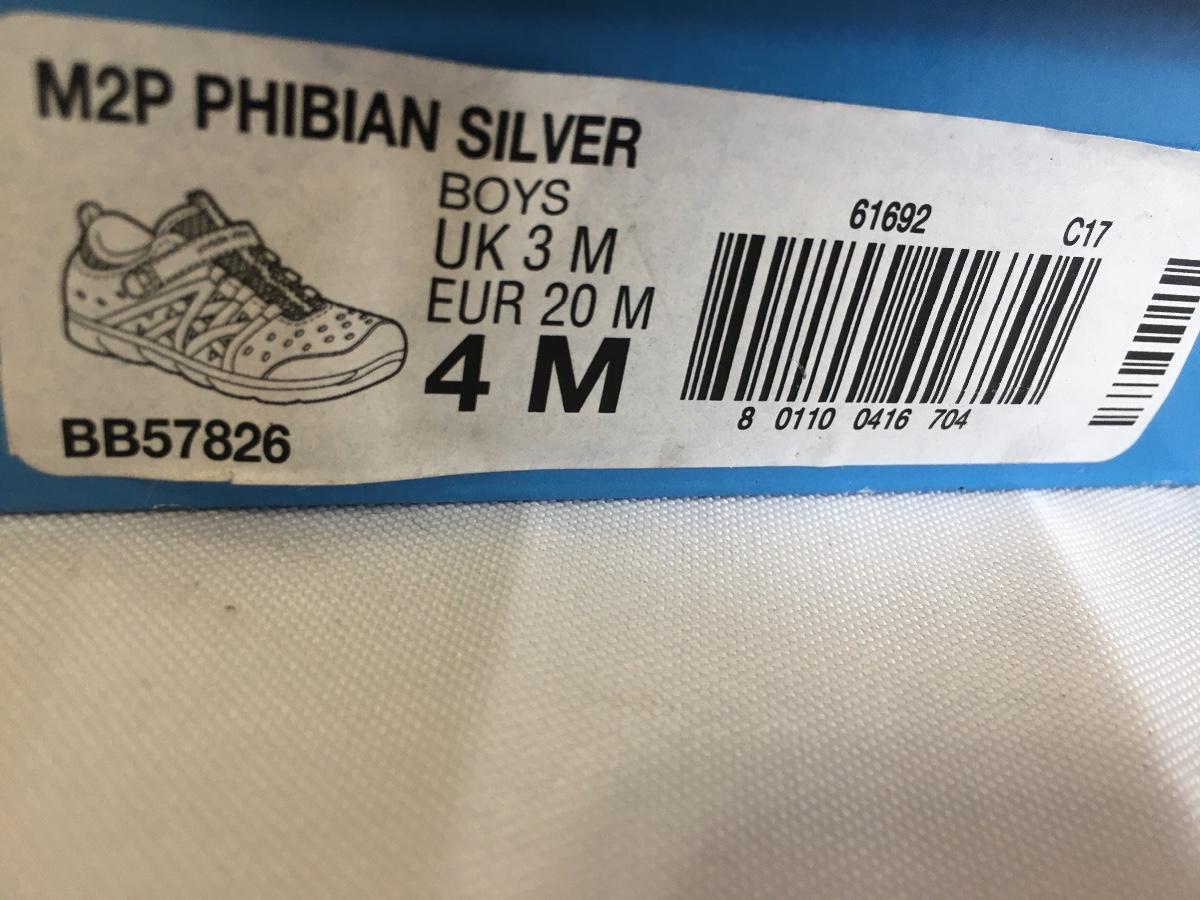 M2P PHIBIAN SILVER
BOYS
UK 3 M
EUR 20 M
4 M
BB57826
61692
C17
8 0110 0416 704